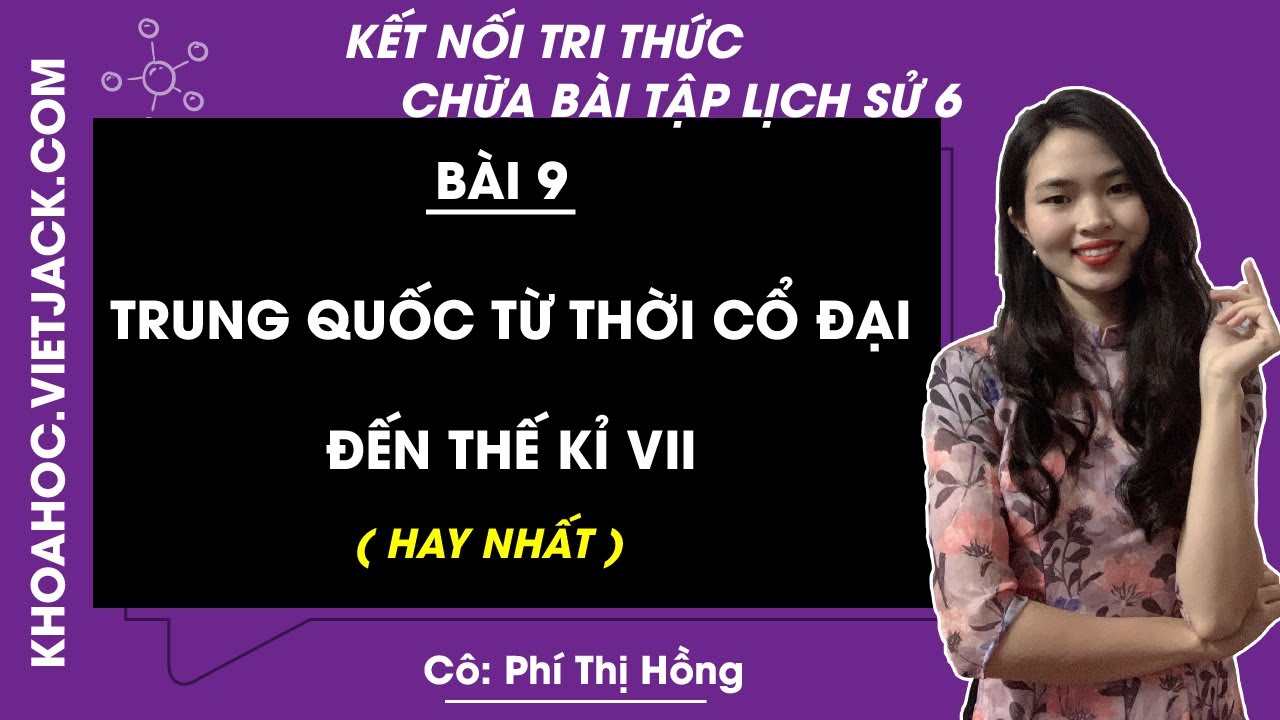 KẾT NỐI TRI THỨC
CHỮA BÀI TẬP LỊCH SỬ 6
KHOAHOC.VIETJACK.COM
BÀI 9
TRUNG QUỐC TỪ THỜI CỔ ĐẠI
ĐẾN THẾ KỈ VII
( HAY NHẤT )
Cô: Phí Thị Hồng